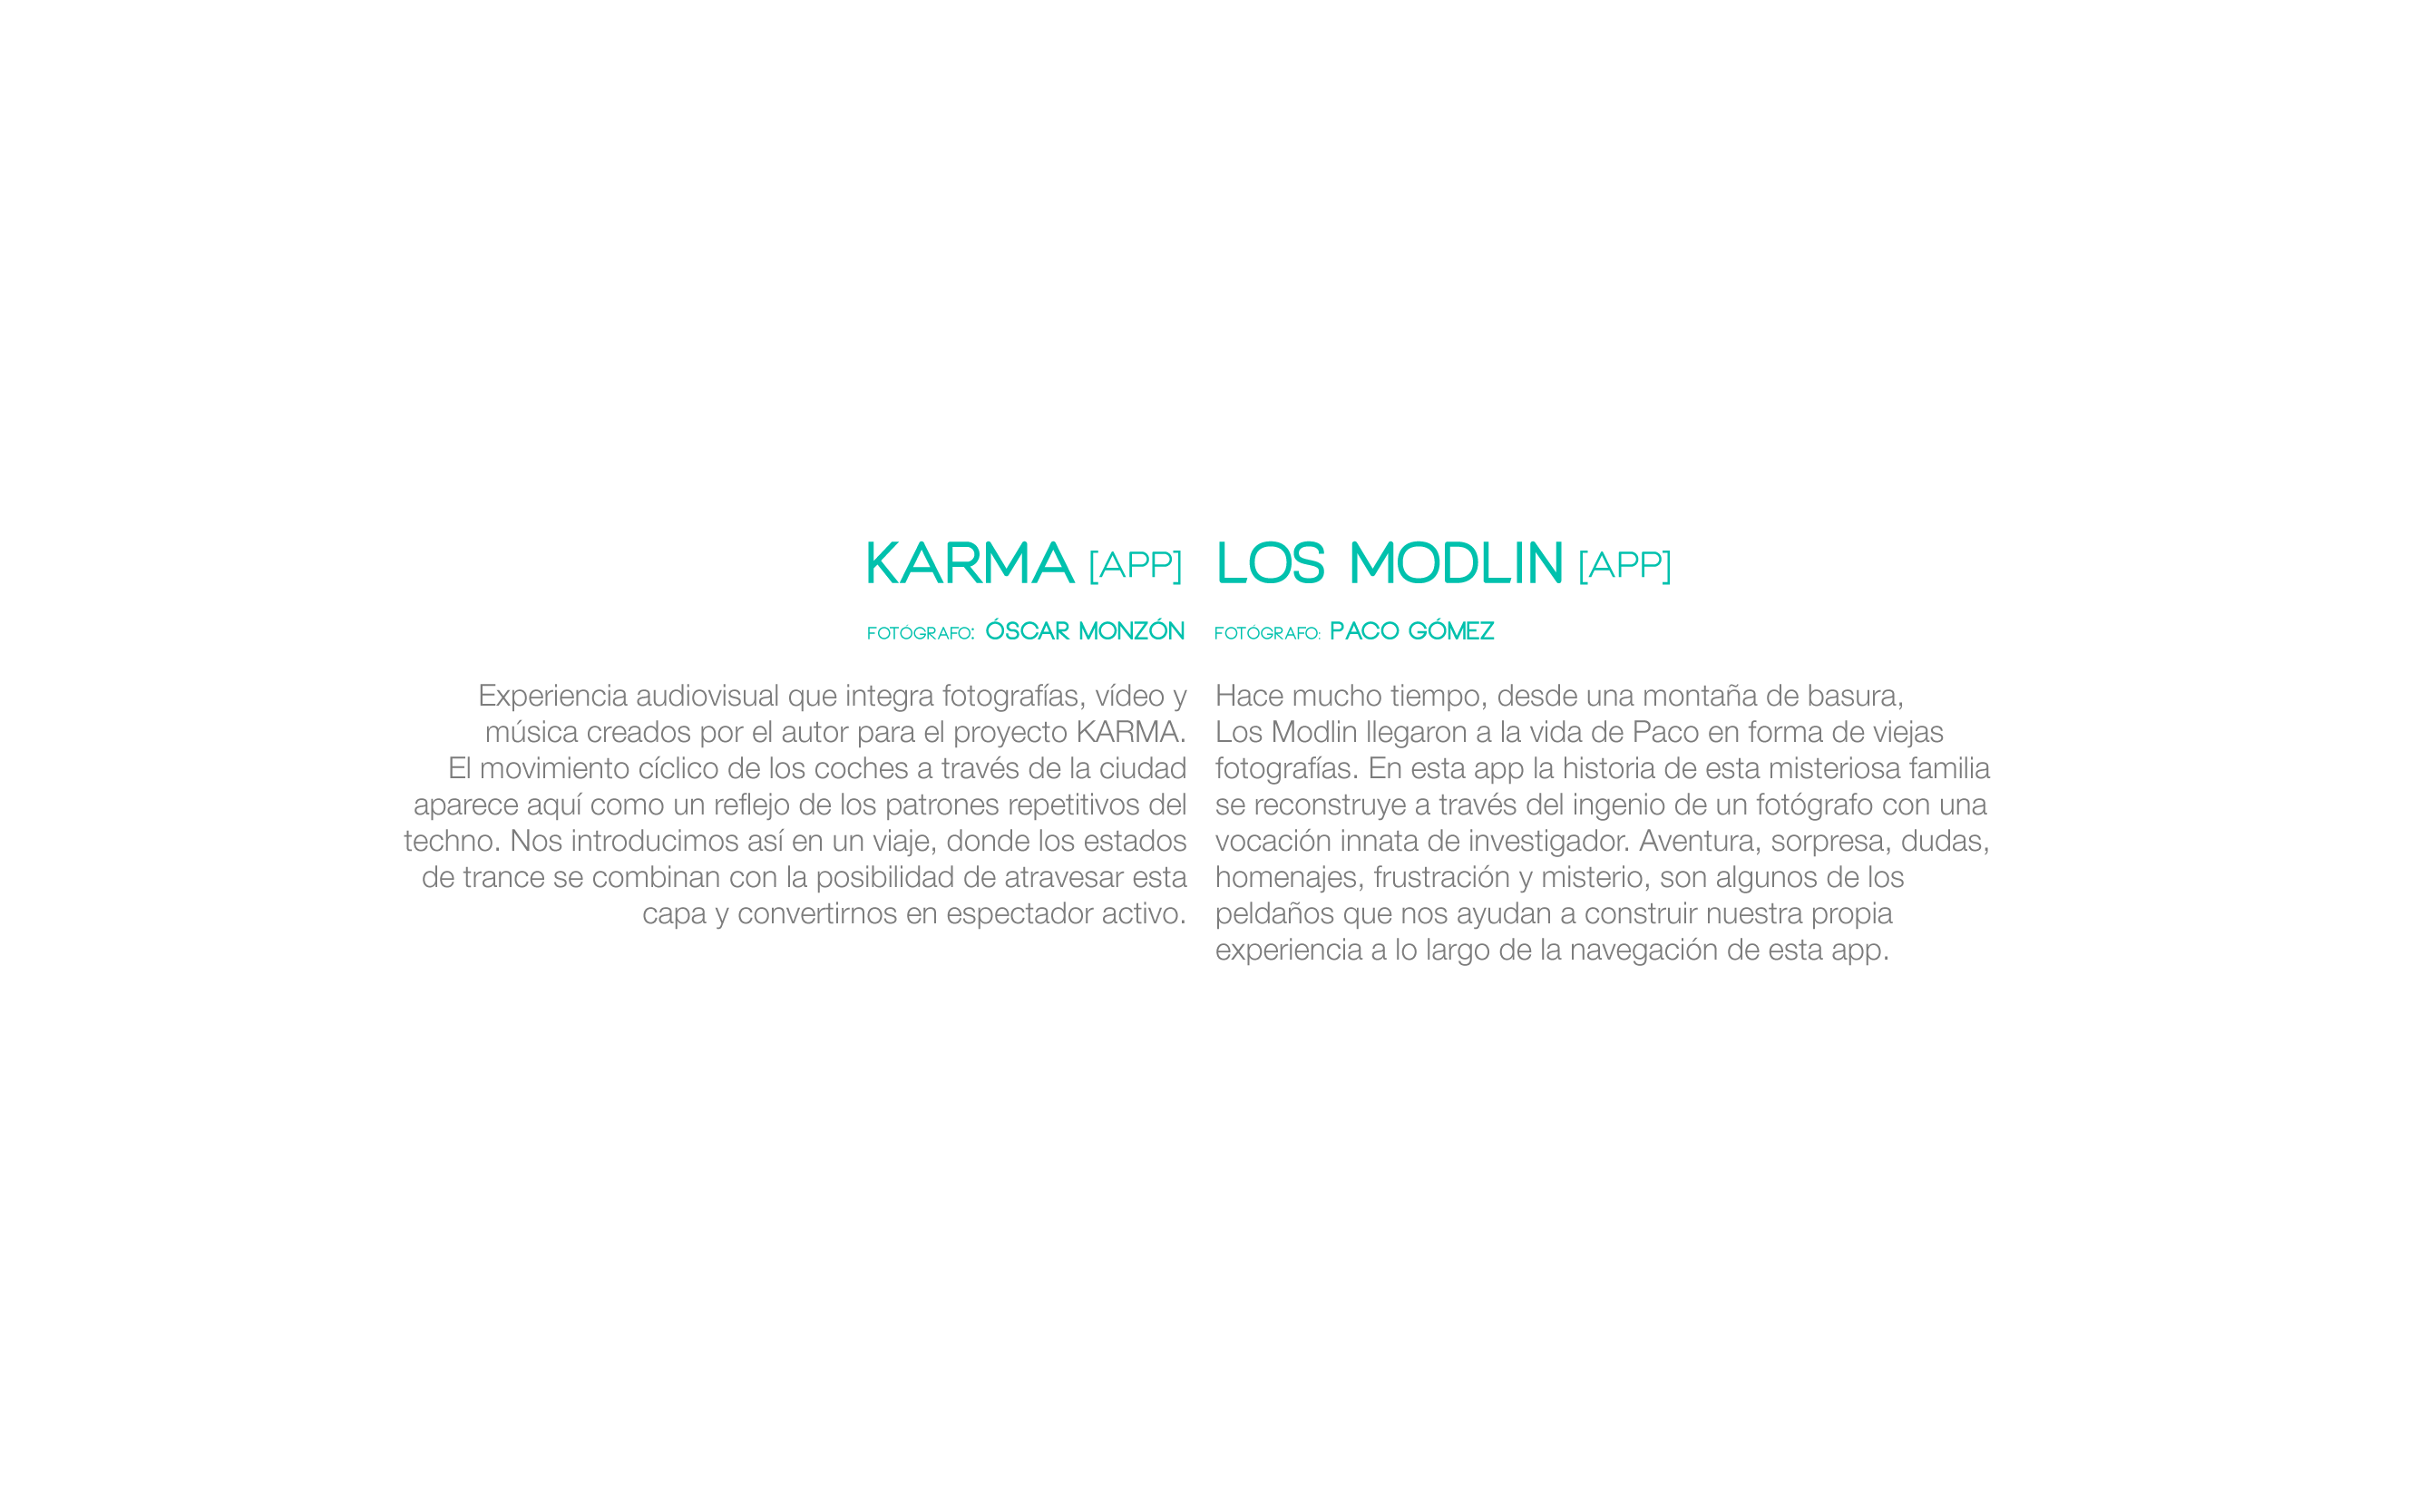 KARMA [APP]
FOTÓGRAFO: ÓSCAR MONZÓN
Experiencia audiovisual que integra fotografías, vídeo y
música creados por el autor para el proyecto KARMA.
El movimiento cíclico de los coches a través de la ciudad
aparece aquí como un reflejo de los patrones repetitivos del
techno. Nos introducimos así en un viaje, donde los estados
de trance se combinan con la posibilidad de atravesar esta
capa y convertirnos en espectador activo.
LOS MODLIN [APP]
FOTÓGRAFO: PACO GÓMEZ
Hace mucho tiempo, desde una montaña de basura,
Los Modlin llegaron a la vida de Paco en forma de viejas
fotografías. En esta app la historia de esta misteriosa familia
se reconstruye a través del ingenio de un fotógrafo con una
vocación innata de investigador. Aventura, sorpresa, dudas,
homenajes, frustración y misterio, son algunos de los
peldaños que nos ayudan a construir nuestra propia
experiencia a lo largo de la navegación de esta app.